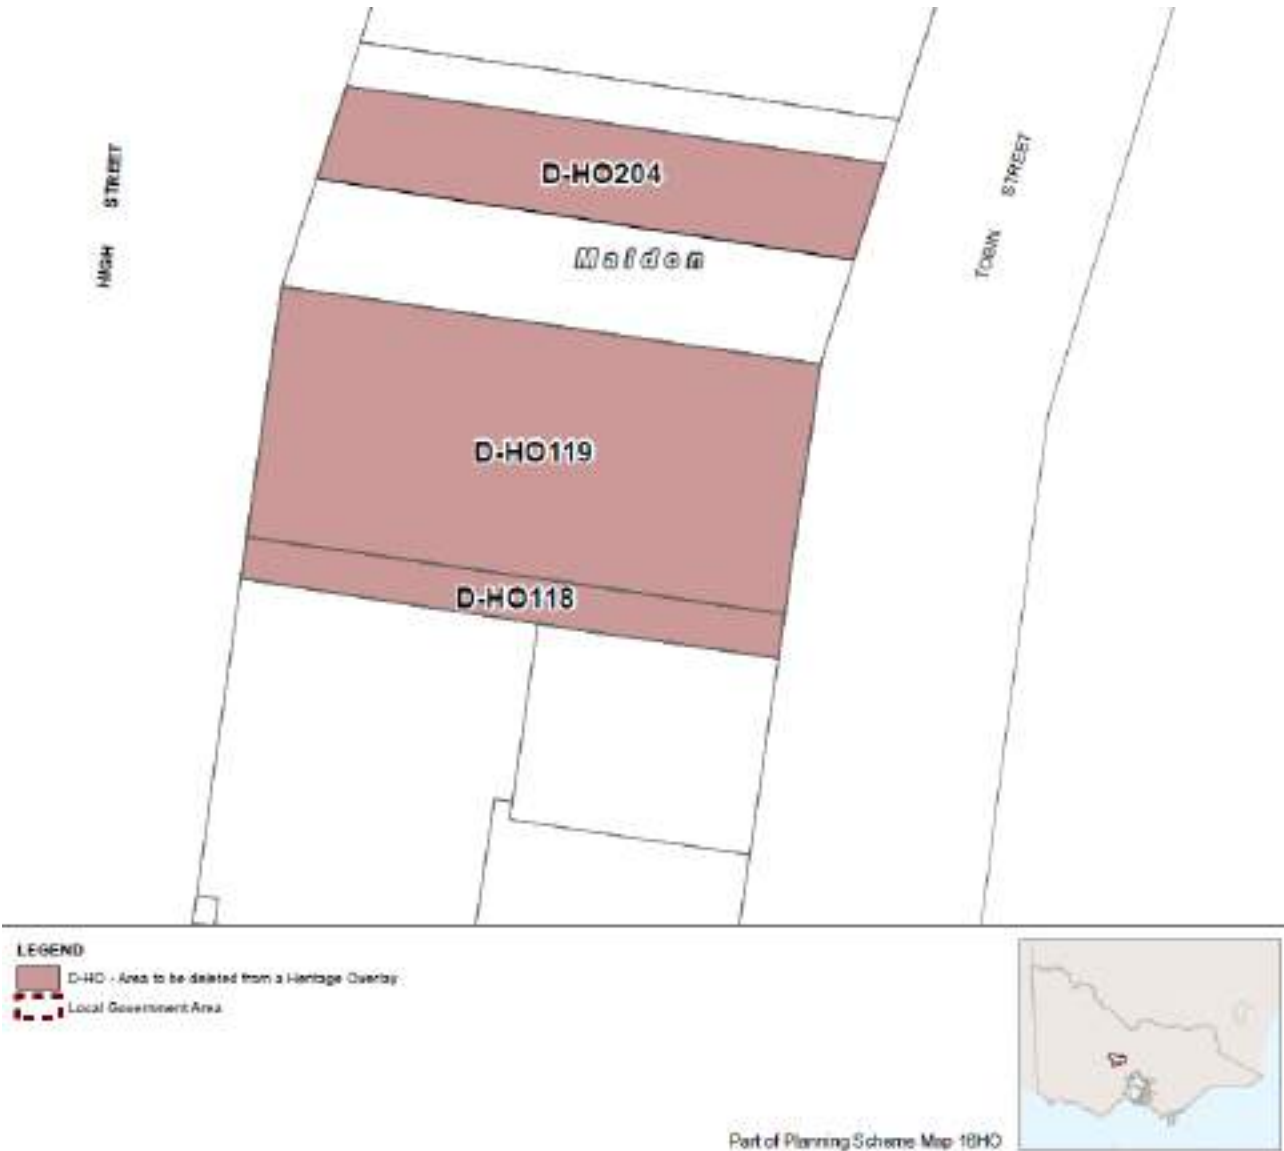 D-HO204
HIGH STREET
TOBIN STREET
Maldon
D-HO119
D-HO118
LEGEND
D-HO - Area to be deleted from a Heritage Overlay
Local Government Area
Part of Planning Scheme Map 16HO